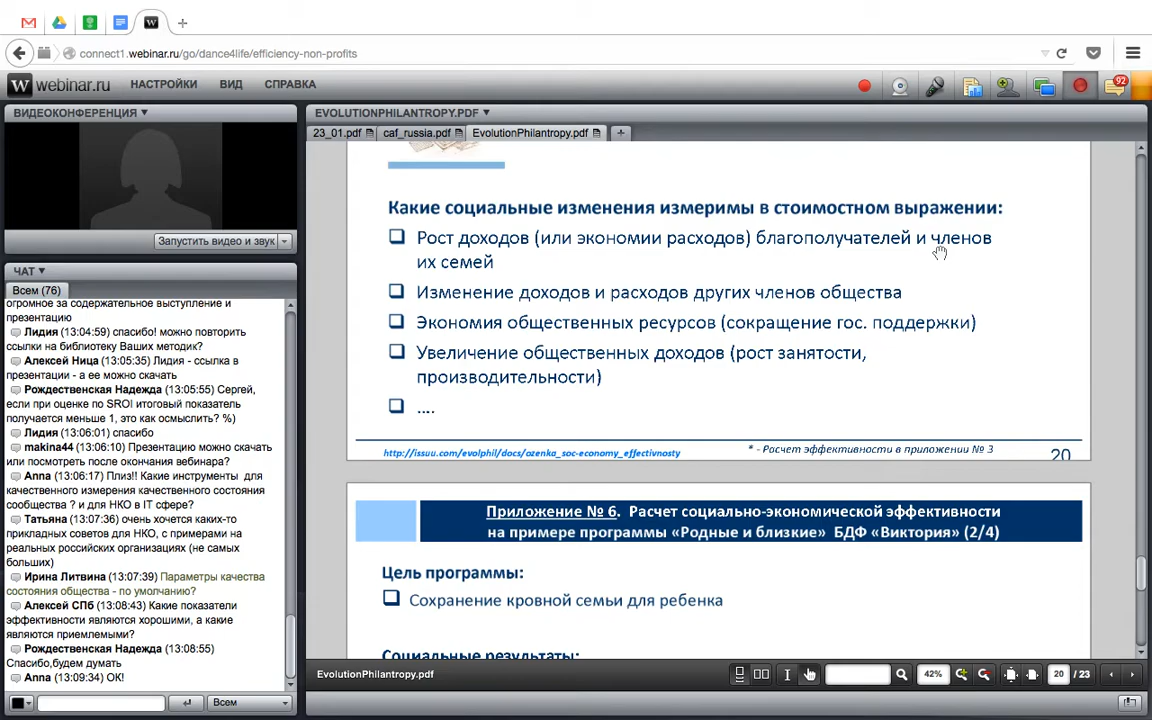 connect1.webinar.ru/go/dance4life/efficiency-non-profits
webinar.ru
НАСТРОЙКИ
ВИД
СПРАВКА
92
ВИДЕОКОНФЕРЕНЦИЯ
Запустить видео и звук
ЧАТ
Всем (76)
огромное за содержательное выступление и
презентацию
Лидия (13:04:59) спасибо! можно повторить
ссылки на библиотеку Ваших методик?
Алексей Ница (13:05:35) Лидия - ссылка в
презентации - а ее можно скачать
Рождественская Надежда (13:05:55) Сергей,
если при оценке по SROI итоговый показатель
получается меньше 1, это как осмыслить? %)
Лидия (13:06:01) спасибо
makina44 (13:06:10) Презентацию можно скачать
или посмотреть после окончания вебинара?
Anna (13:06:17) Плиз!! Какие инструменты для
качественного измерения качественного состояния
сообщества ? и для НКО в IT сфере?
Татьяна (13:07:36) очень хочется каких-то
прикладных советов для НКО, с примерами на
реальных российских организациях (не самых
больших)
Ирина Литвина (13:07:39) Параметры качества
состояния общества - по умолчанию?
Алексей СПб (13:08:43) Какие показатели
эффективности являются хорошими, а какие
являются приемлемыми?
Рождественская Надежда (13:08:55)
Спасибо,будем думать
Anna (13:09:34) OK!
Всем
EVOLUTIONPHILANTROPY.PDF
23_01.pdf
caf_russia.pdf
EvolutionPhilantropy.pdf
Какие социальные изменения измеримы в стоимостном выражении:
Рост доходов (или экономии расходов) благополучателей и членов
их семей
Изменение доходов и расходов других членов общества
Экономия общественных ресурсов (сокращение гос. поддержки)
Увеличение общественных доходов (рост занятости,
производительности)
....
http://issuu.com/evolphil/docs/ozenka_soc-economy_effectivnosty
* - Расчет эффективности в приложении № 3
20
Приложение № 6. Расчет социально-экономической эффективности
на примере программы «Родные и близкие» БДФ «Виктория» (2/4)
Цель программы:
Сохранение кровной семьи для ребенка
Социальные результаты:
EvolutionPhilantropy.pdf
42%
20 / 23